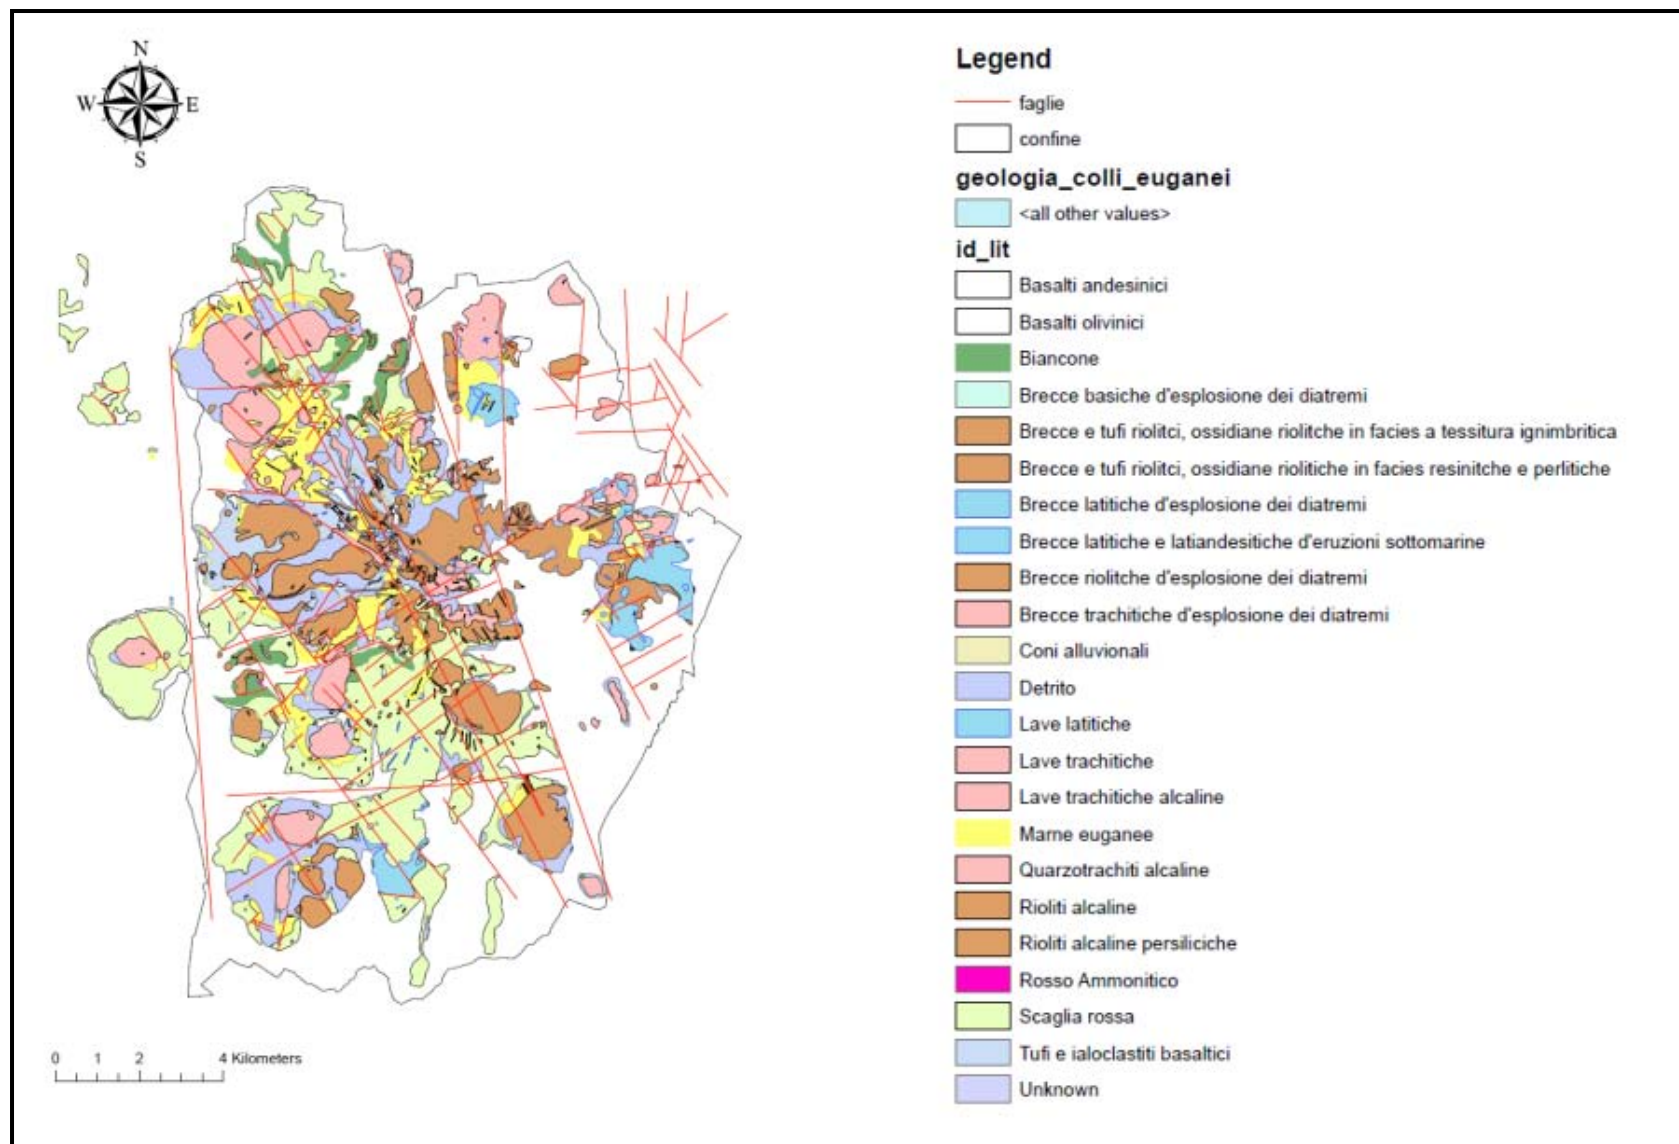 N
W
E
S
Legend
faglie
confine
geologia_colli_euganei
<all other values>
id_lit
Basalti andesinici
Basalti olivinici
Biancone
Brecce basiche d'esplosione dei diatremi
Brecce e tufi riolitci, ossidiane riolitche in facies a tessitura ignimbritica
Brecce e tufi riolitci, ossidiane riolitiche in facies resinitche e perlitiche
Brecce latitiche d'esplosione dei diatremi
Brecce latitiche e latiandesitiche d'eruzioni sottomarine
Brecce riolitche d'esplosione dei diatremi
Brecce trachitiche d'esplosione dei diatremi
Coni alluvionali
Detrito
Lave latitiche
Lave trachitiche
Lave trachitiche alcaline
Marne euganee
Quarzotrachiti alcaline
Rioliti alcaline
Rioliti alcaline persiliciche
Rosso Ammonitico
Scaglia rossa
Tufi e ialoclastiti basaltici
Unknown
0 1 2 4 Kilometers